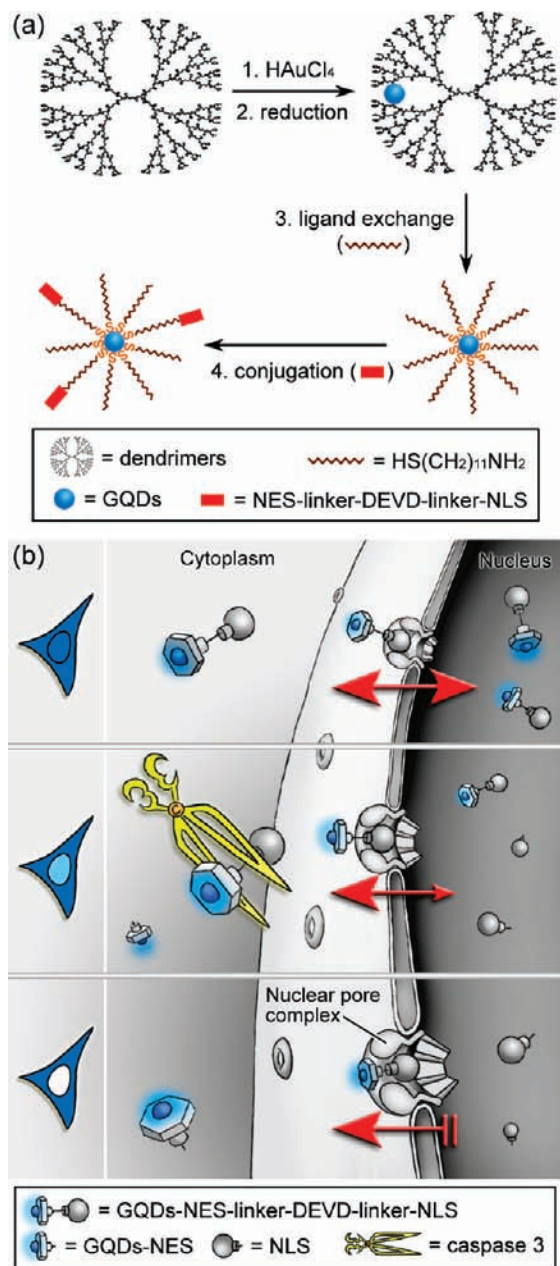 (a)
1. HAuCl₄
2. reduction
3. ligand exchange
( )
4. conjugation ( )
= dendrimers
= HS(CH₂)₁₁NH₂
= GQDs
= NES-linker-DEVD-linker-NLS
(b)
Cytoplasm
Nucleus
C
Nuclear pore
complex
= GQDs-NES-linker-DEVD-linker-NLS
= GQDs-NES
= NLS
= caspase 3